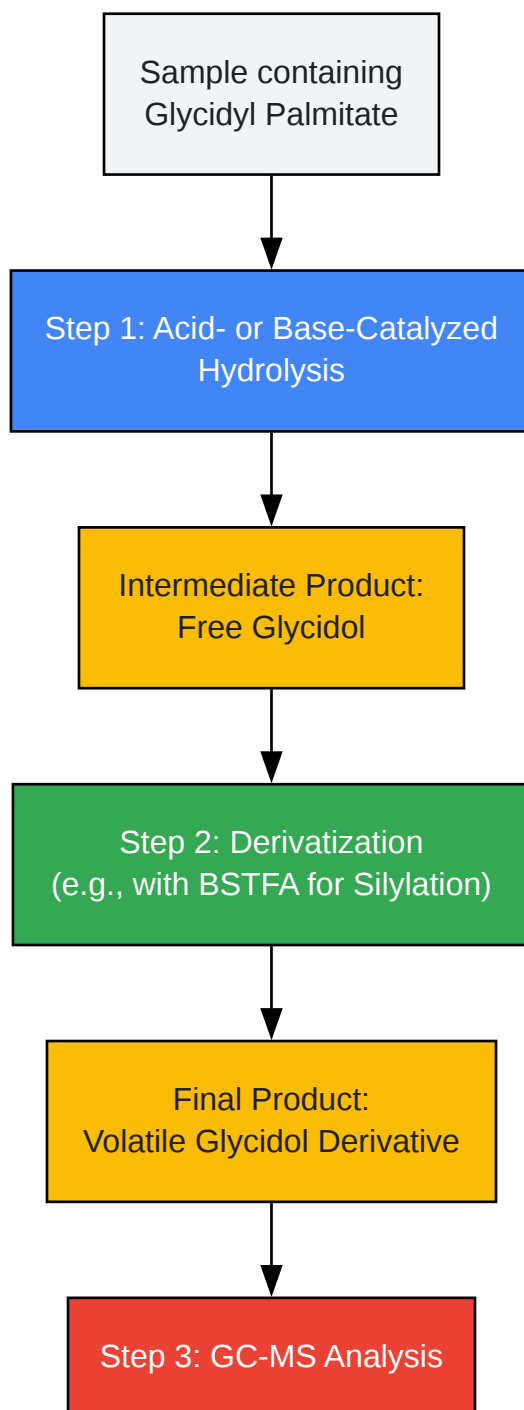 Sample containing
Glycidyl Palmitate
Step 1: Acid- or Base-Catalyzed
Hydrolysis
Intermediate Product:
Free Glycidol
Step 2: Derivatization
(e.g., with BSTFA for Silylation)
Final Product:
Volatile Glycidol Derivative
Step 3: GC-MS Analysis